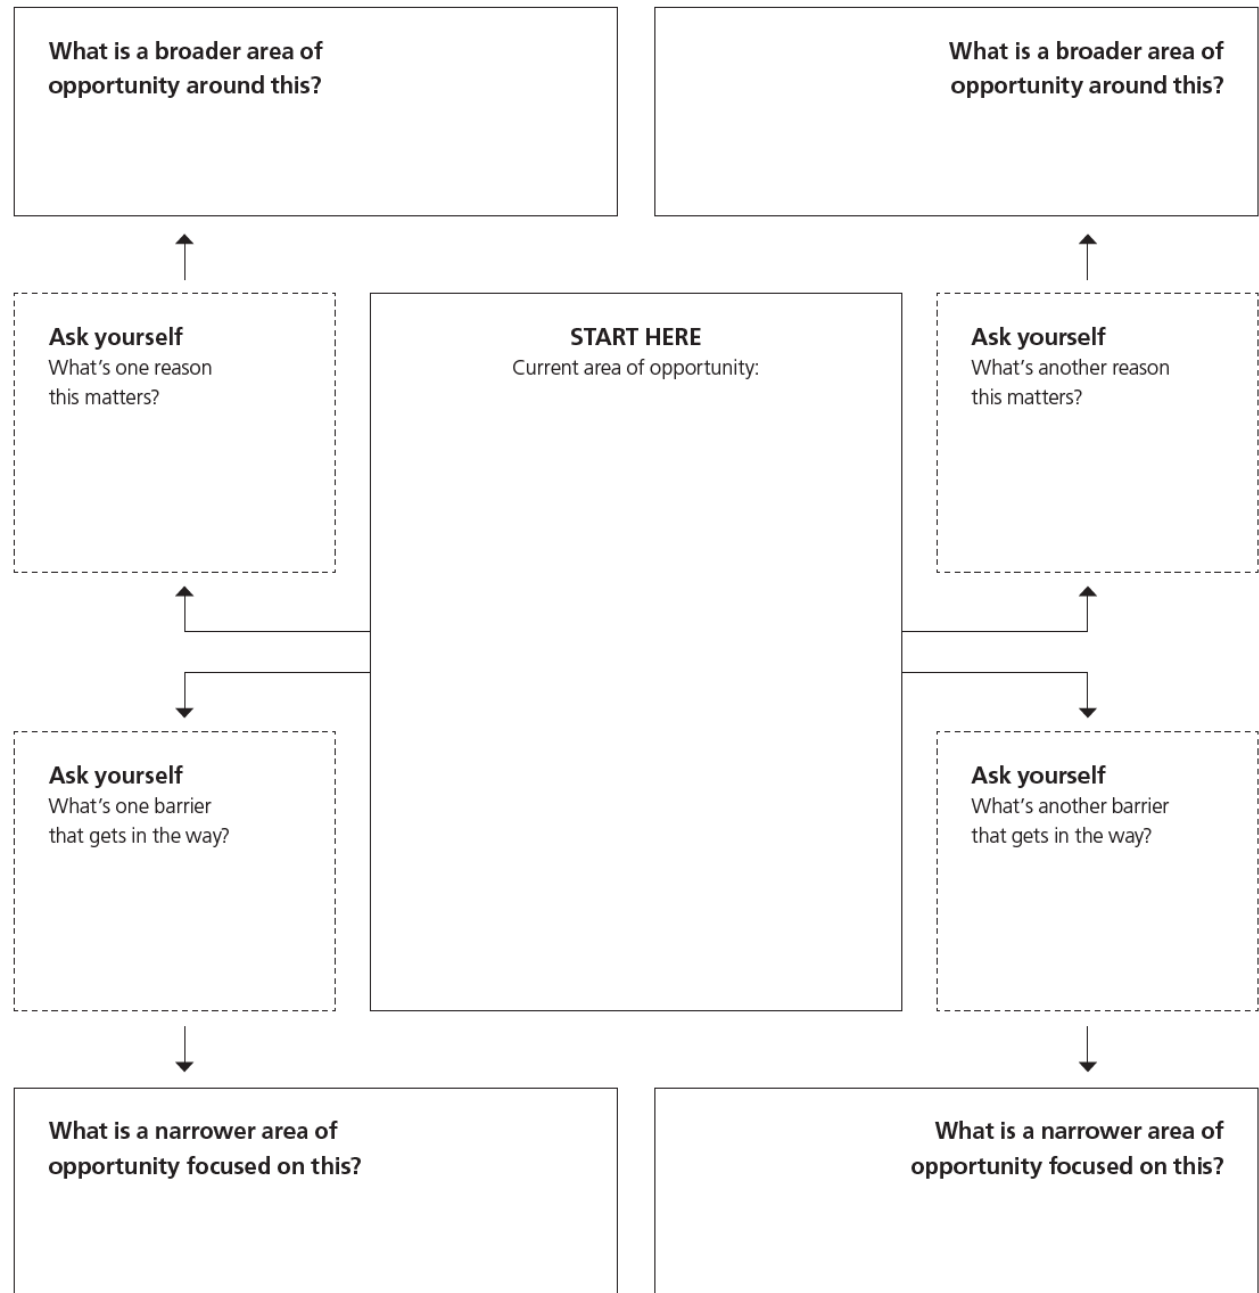 What is a broader area of
opportunity around this?
What is a broader area of
opportunity around this?
Ask yourself
What's one reason
this matters?
START HERE
Current area of opportunity:
Ask yourself
What's another reason
this matters?
Ask yourself
What's one barrier
that gets in the way?
Ask yourself
What's another barrier
that gets in the way?
What is a narrower area of
opportunity focused on this?
What is a narrower area of
opportunity focused on this?